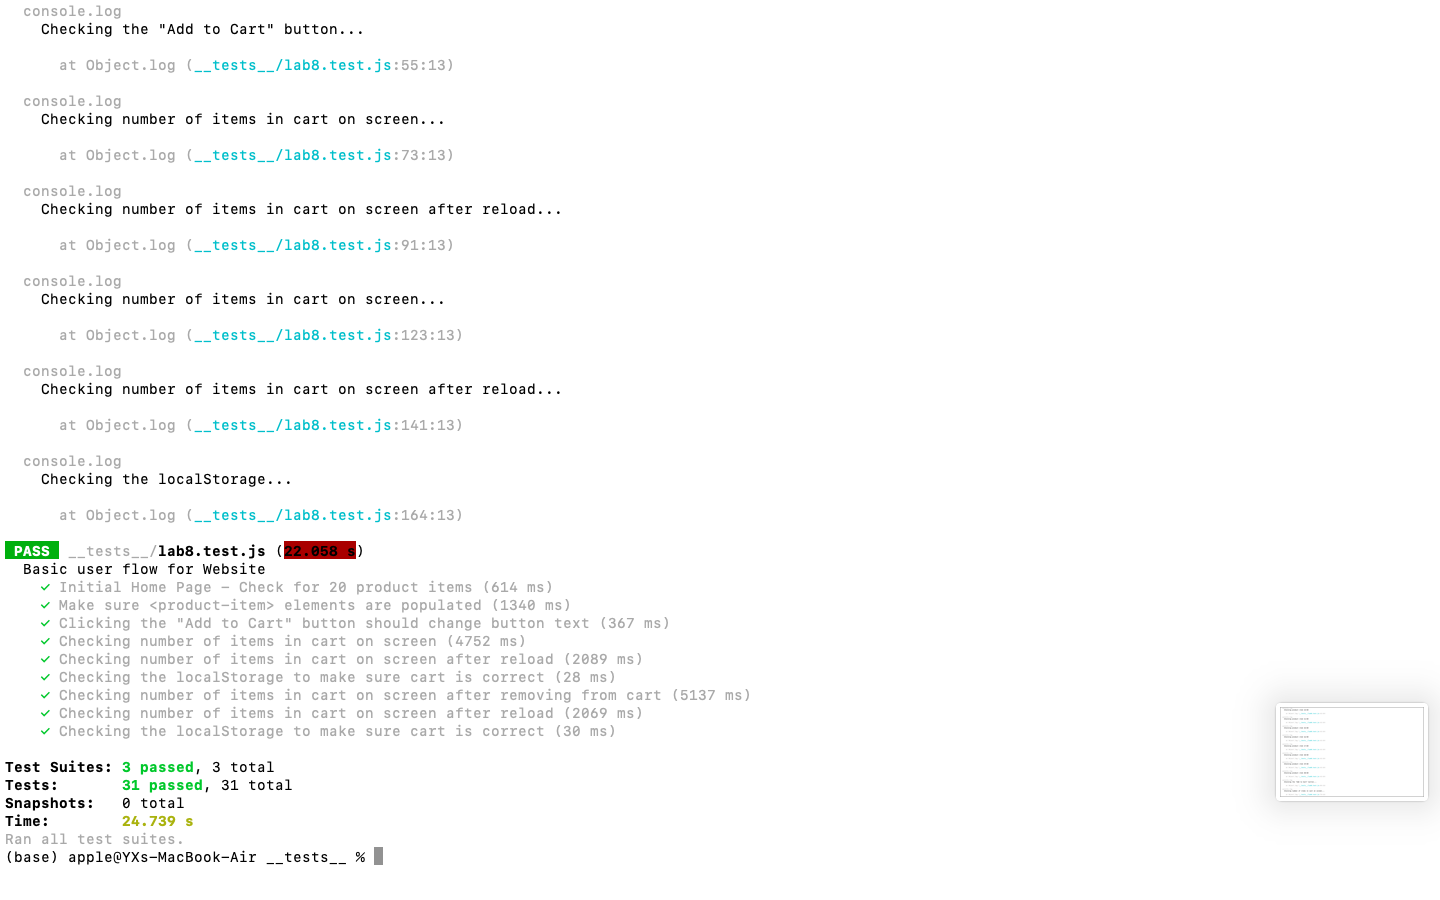 console.log
Checking the "Add to Cart" button...
at Object.log (__tests__/lab8.test.js:55:13)
console.log
Checking number of items in cart on screen...
at Object.log (__tests__/lab8.test.js:73:13)
console.log
Checking number of items in cart on screen after reload...
at Object.log (__tests__/lab8.test.js:91:13)
console.log
Checking number of items in cart on screen...
at Object.log (__tests__/lab8.test.js:123:13)
console.log
Checking number of items in cart on screen after reload...
at Object.log (__tests__/lab8.test.js:141:13)
console.log
Checking the localStorage...
at Object.log (__tests__/lab8.test.js:164:13)
PASS __tests__/lab8.test.js (22.058 s)
Basic user flow for Website
✓ Initial Home Page – Check for 20 product items (614 ms)
✓ Make sure <product-item> elements are populated (1340 ms)
✓ Clicking the "Add to Cart" button should change button text (367 ms)
✓ Checking number of items in cart on screen (4752 ms)
✓ Checking number of items in cart on screen after reload (2089 ms)
✓ Checking the localStorage to make sure cart is correct (28 ms)
✓ Checking number of items in cart on screen after removing from cart (5137 ms)
✓ Checking number of items in cart on screen after reload (2069 ms)
✓ Checking the localStorage to make sure cart is correct (30 ms)
Test Suites: 3 passed, 3 total
Tests: 31 passed, 31 total
Snapshots: 0 total
Time: 24.739 s
Ran all test suites.
(base) apple@YXs-MacBook-Air __tests__ %